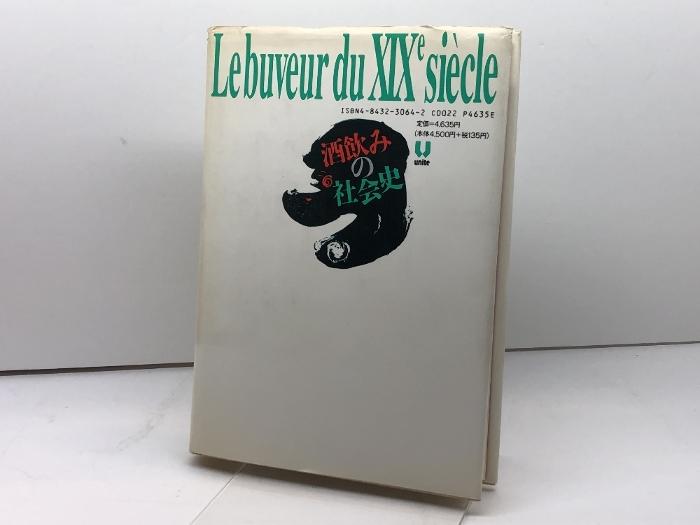 Le buveur du XIXe siècle
ISBN4-8432-3064-2 C0022 P4635E
定価=4,635円
(本体4,500円+税135円)
unite
酒飲み
の
社会史